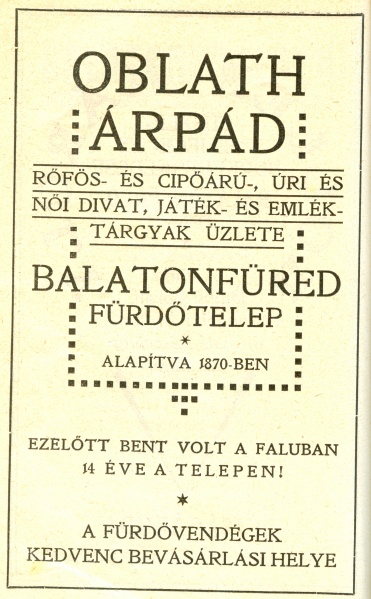 OBLATH
ÁRPÁD
RŐFÖS- ÉS CIPŐÁRÚ-, ÚRI ÉS
NŐI DIVAT, JÁTÉK- ÉS EMLÉK-
TÁRGYAK ÜZLETE
BALATONFÜRED
FÜRDŐTELEP
*
ALAPÍTVA 1870-BEN
EZELŐTT BENT VOLT A FALUBAN
14 ÉVE A TELEPEN!
*
A FÜRDŐVENDÉGEK
KEDVENC BEVÁSÁRLÁSI HELYE